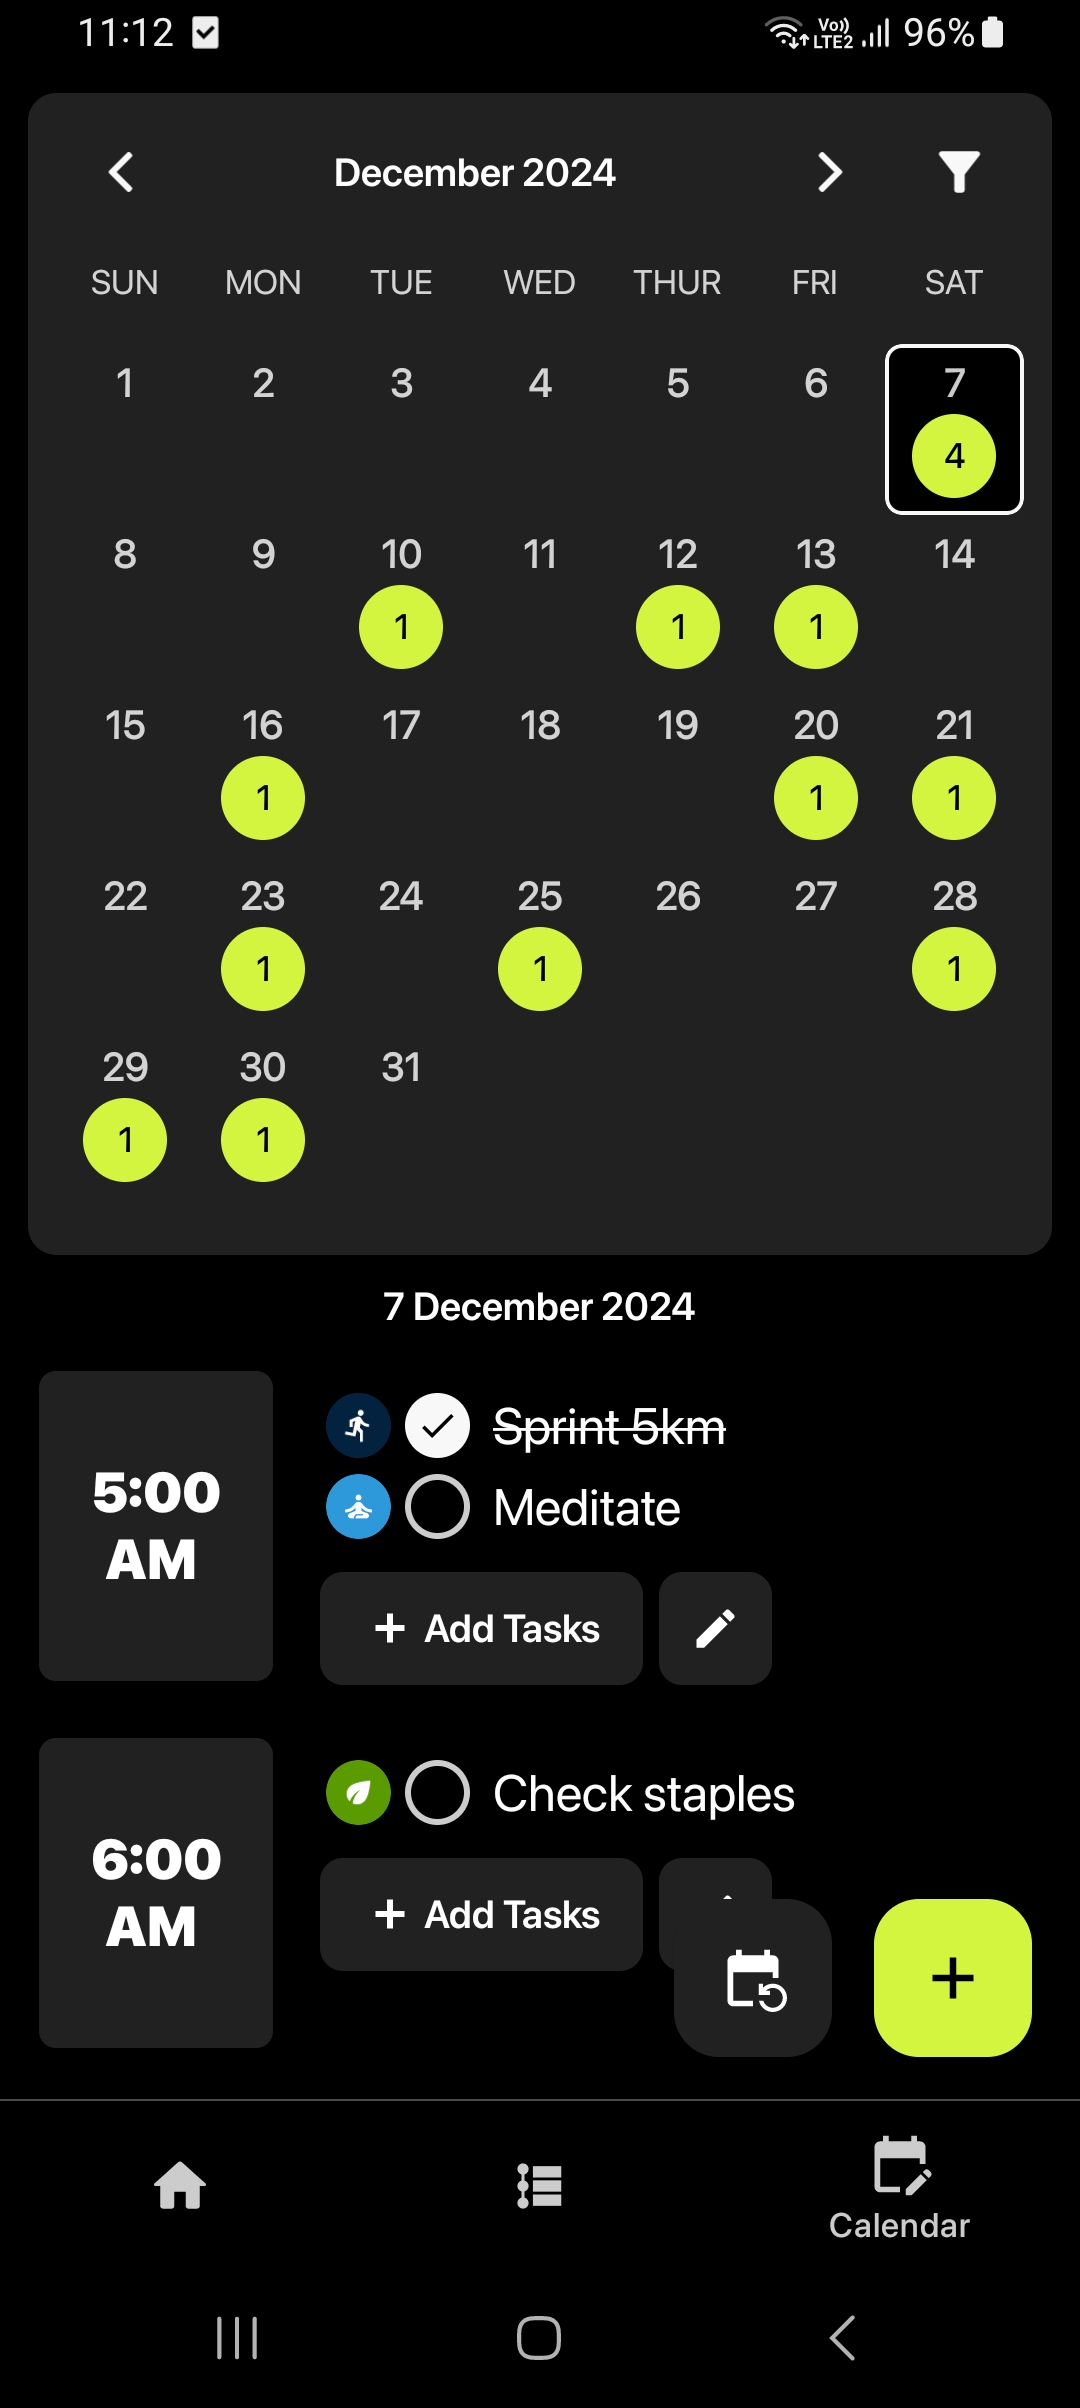 11:12 Vo)) LTE2 96%
December 2024
SUN MON TUE WED THUR FRI SAT
1 2 3 4 5 6 7
4
8 9 10 11 12 13 14
1 1 1
15 16 17 18 19 20 21
1 1 1
22 23 24 25 26 27 28
1 1 1
29 30 31
1 1
7 December 2024
5:00
AM
Sprint 5km
Meditate
+ Add Tasks
6:00
AM
Check staples
+ Add Tasks
+
Calendar